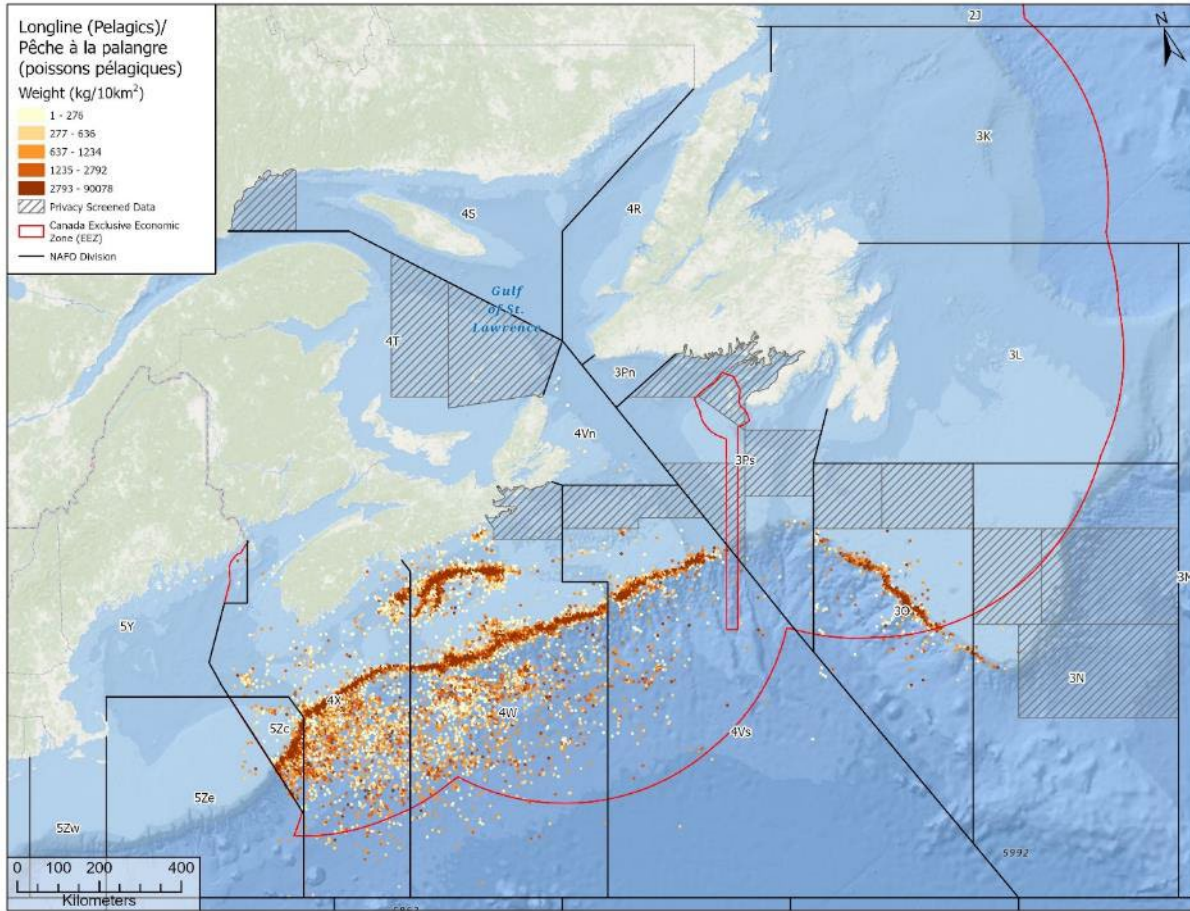 Longline (Pelagics)/
Pêche à la palangre
(poissons pélagiques)
Weight (kg/10km²)
1 - 276
277 - 636
637 - 1234
1235 - 2792
2793 - 90078
Privacy Screened Data
Canada Exclusive Economic
Zone (EEZ)
NAFO Division
2J
N
3K
4S
4R
Gulf
of St.
Lawrence
4T
3L
3Pn
4Vn
3Ps
3M
3O
5Y
3N
4X
4W
5Zc
4Vs
5Ze
5Zw
5992
0 100 200 400
Kilometers